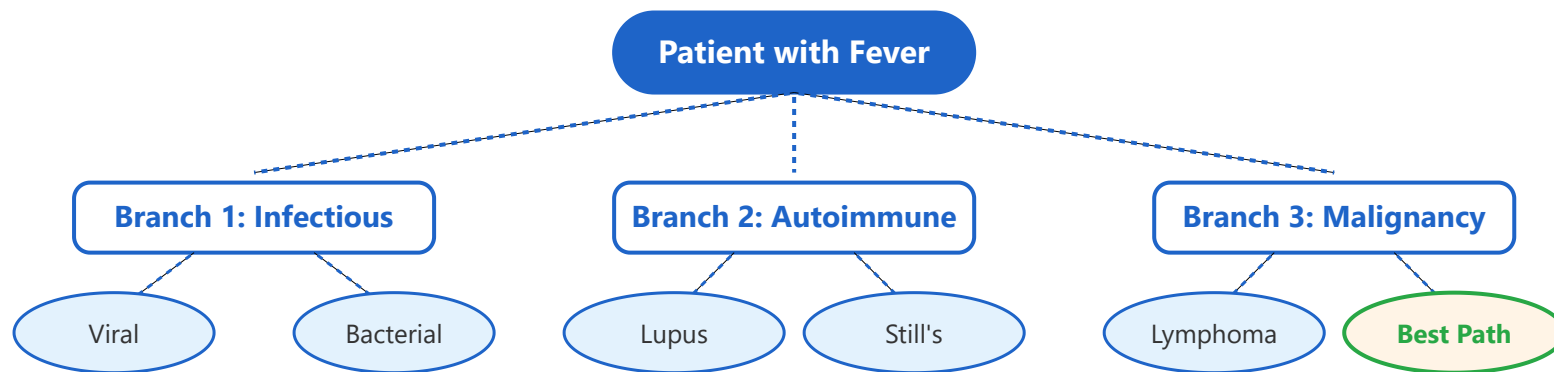 Patient with Fever
Branch 1: Infectious
Branch 2: Autoimmune
Branch 3: Malignancy
Viral
Bacterial
Lupus
Still's
Lymphoma
Best Path